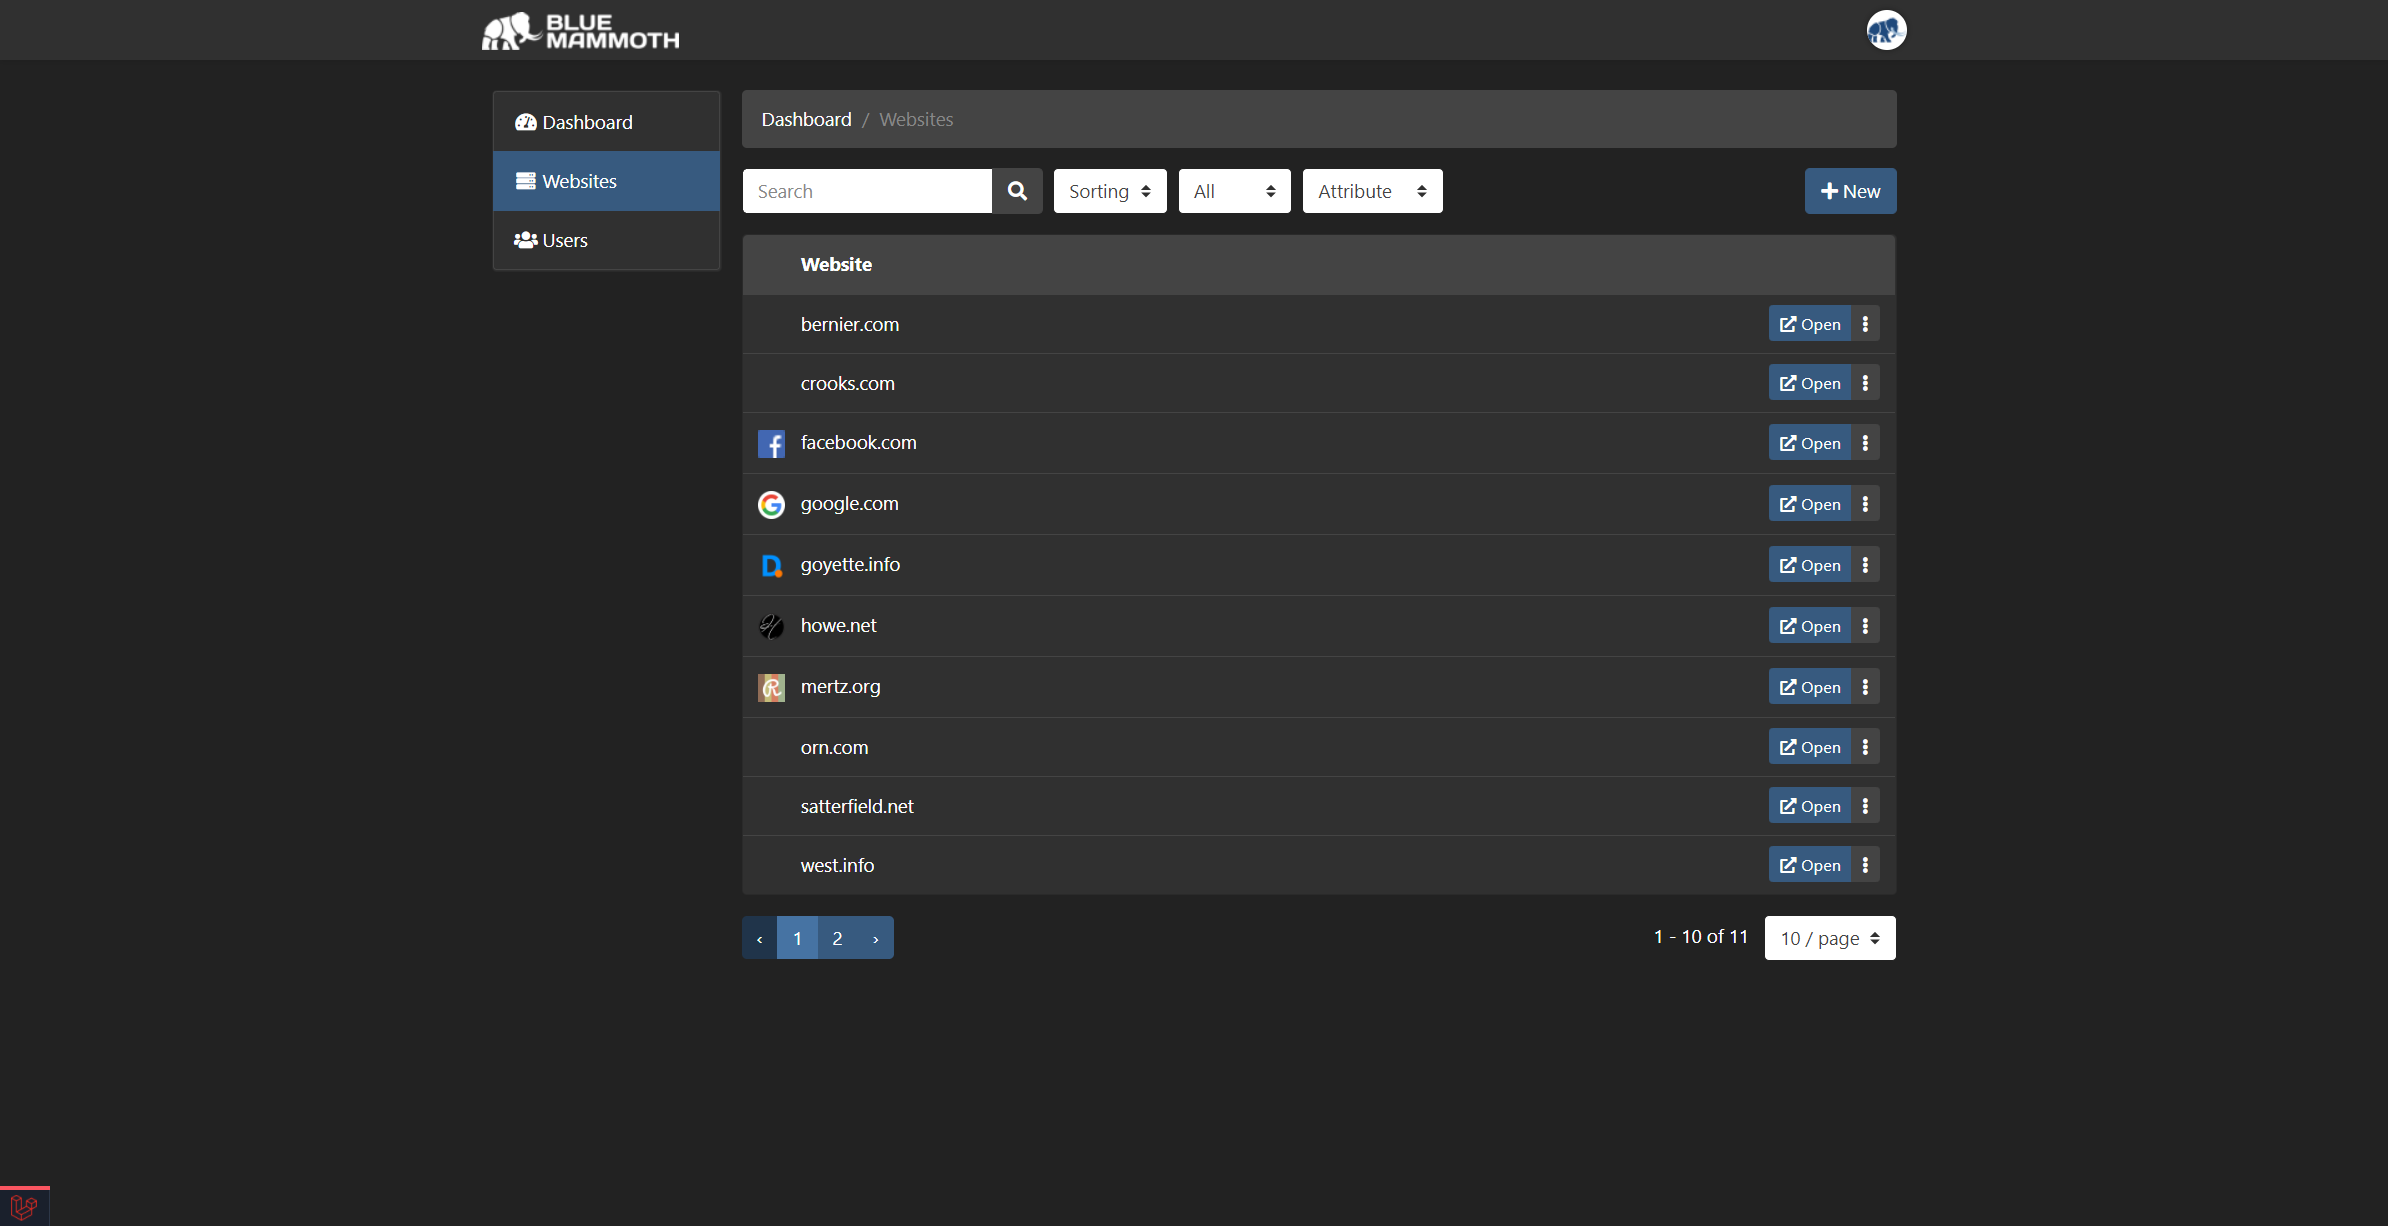 BLUE
MAMMOTH
Dashboard
Websites
Users
Dashboard / Websites
Search
Sorting
All
Attribute
New
Website
bernier.com Open
crooks.com Open
facebook.com Open
google.com Open
goyette.info Open
howe.net Open
mertz.org Open
orn.com Open
satterfield.net Open
west.info Open
‹ 1 2 ›
1 - 10 of 11
10 / page